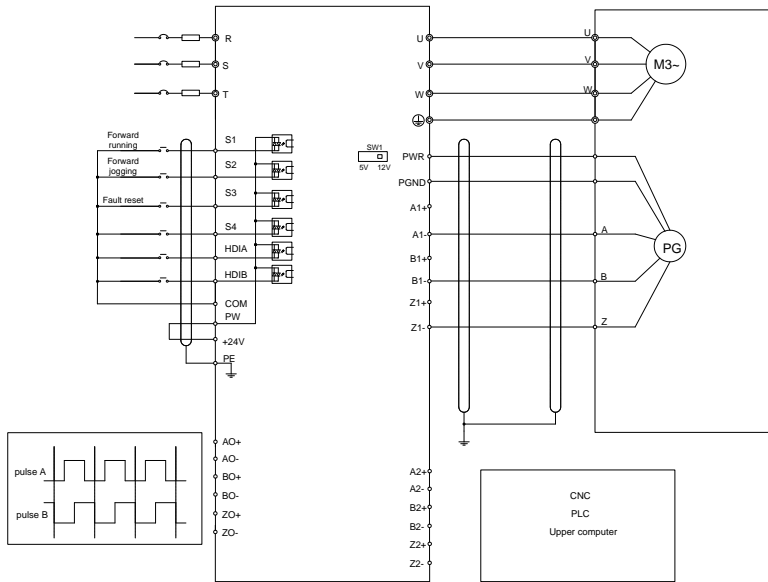 R
S
T
Forward
running
S1
Forward
jogging
S2
Fault reset
S3
S4
HDIA
HDIB
COM
PW
+24V
PE
SW1
5V 12V
U
V
W
PWR
PGND
A1+
A1-
B1+
B1-
Z1+
Z1-
U
V
W
M3~
A
B
Z
PG
pulse A
pulse B
AO+
AO-
BO+
BO-
ZO+
ZO-
A2+
A2-
B2+
B2-
Z2+
Z2-
CNC
PLC
Upper computer